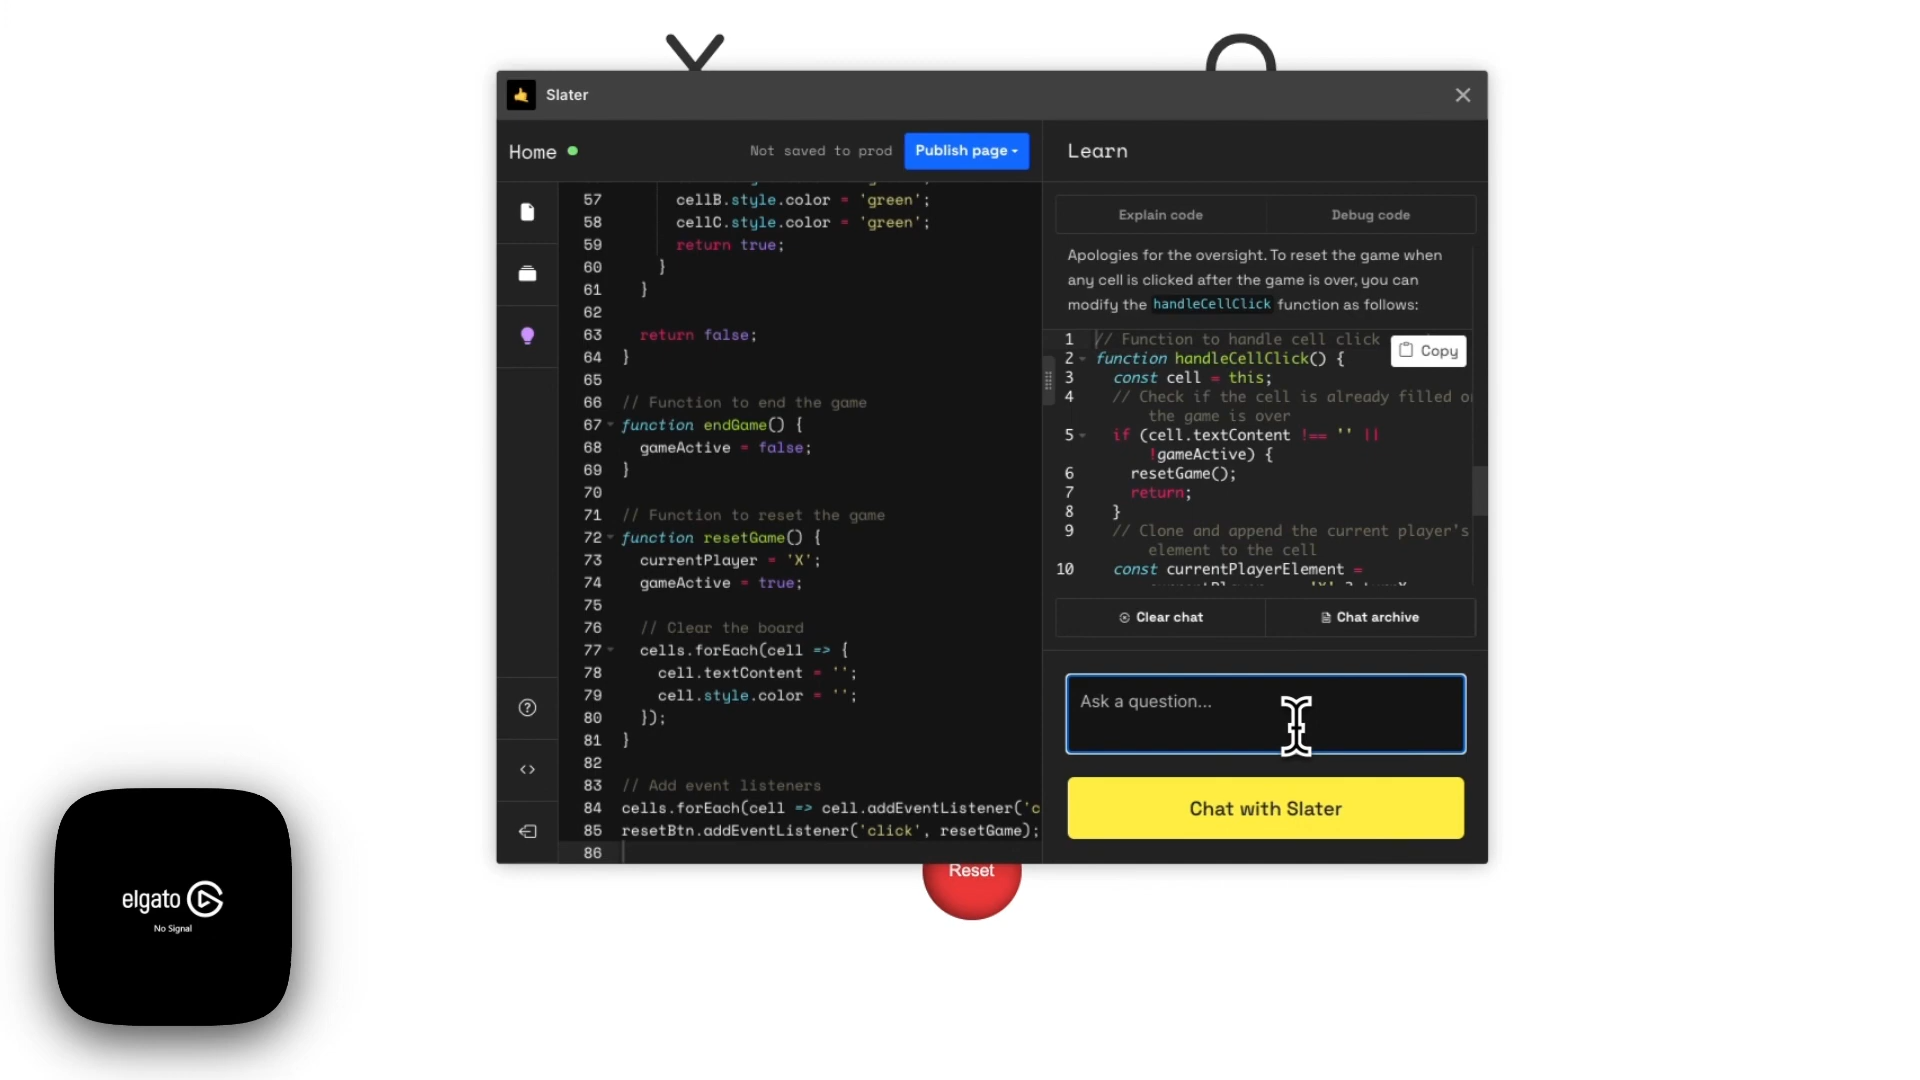 Slater
Home
Not saved to prod
Publish page
Learn
57 cellB.style.color = 'green';
58 cellC.style.color = 'green';
59 return true;
60 }
61 }
62
63 return false;
64 }
65
66 // Function to end the game
67 function endGame() {
68 gameActive = false;
69 }
70
71 // Function to reset the game
72 function resetGame() {
73 currentPlayer = 'X';
74 gameActive = true;
75
76 // Clear the board
77 cells.forEach(cell => {
78 cell.textContent = '';
79 cell.style.color = '';
80 });
81 }
82
83 // Add event listeners
84 cells.forEach(cell => cell.addEventListener('c
85 resetBtn.addEventListener('click', resetGame);
86
Explain code
Debug code
Apologies for the oversight. To reset the game when
any cell is clicked after the game is over, you can
modify the handleCellClick function as follows:
Copy
1 // Function to handle cell click
2 function handleCellClick() {
3 const cell = this;
4 // Check if the cell is already filled o
the game is over
5 if (cell.textContent !== '' ||
!gameActive) {
6 resetGame();
7 return;
8 }
9 // Clone and append the current player's
element to the cell
10 const currentPlayerElement =
Clear chat
Chat archive
Ask a question...
Chat with Slater
Reset
elgato
No Signal